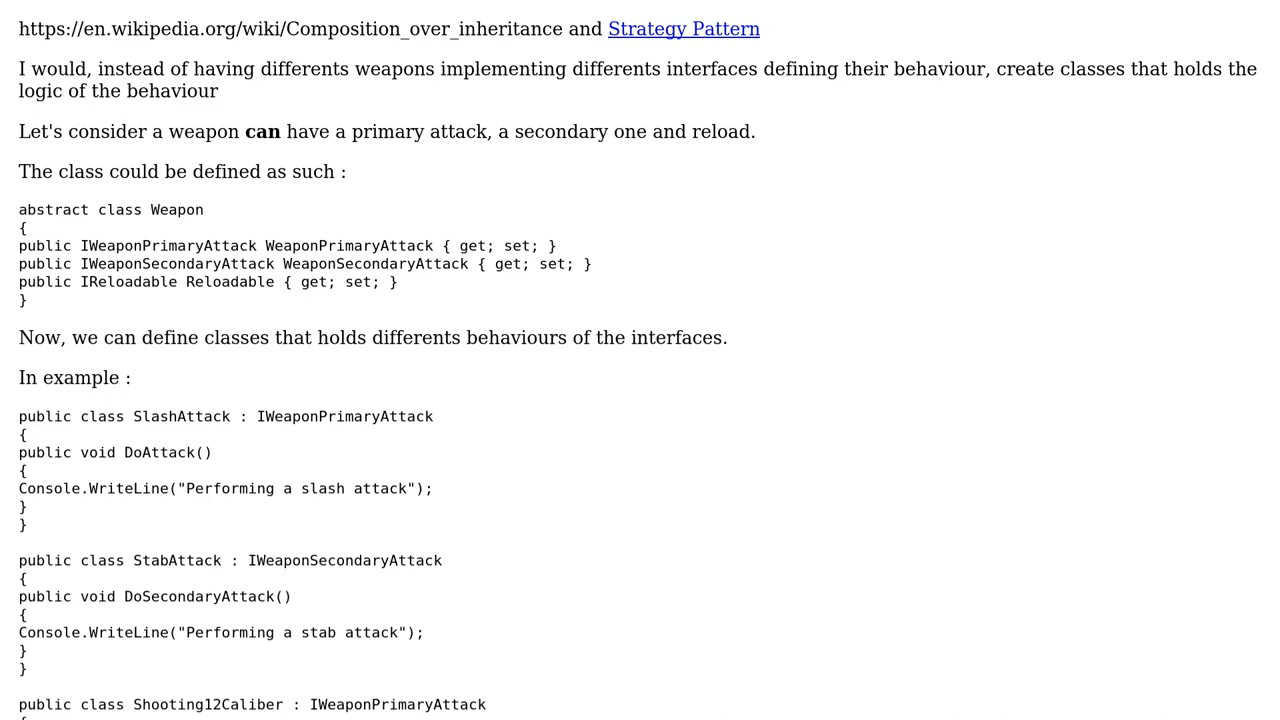 https://en.wikipedia.org/wiki/Composition_over_inheritance and Strategy Pattern
I would, instead of having differents weapons implementing differents interfaces defining their behaviour, create classes that holds the
logic of the behaviour
Let's consider a weapon can have a primary attack, a secondary one and reload.
The class could be defined as such :
abstract class Weapon
{
public IWeaponPrimaryAttack WeaponPrimaryAttack { get; set; }
public IWeaponSecondaryAttack WeaponSecondaryAttack { get; set; }
public IReloadable Reloadable { get; set; }
}
Now, we can define classes that holds differents behaviours of the interfaces.
In example :
public class SlashAttack : IWeaponPrimaryAttack
{
public void DoAttack()
{
Console.WriteLine("Performing a slash attack");
}
}
public class StabAttack : IWeaponSecondaryAttack
{
public void DoSecondaryAttack()
{
Console.WriteLine("Performing a stab attack");
}
}
public class Shooting12Caliber : IWeaponPrimaryAttack
{